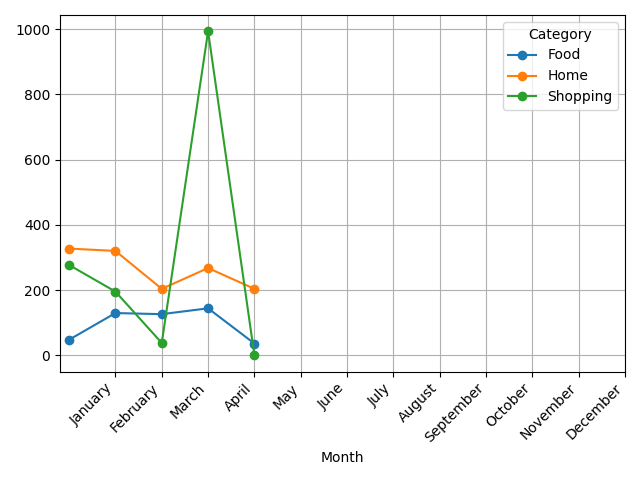 1000
800
600
400
200
0
Category
Food
Home
Shopping
January
February
March
April
May
June
July
August
September
October
November
December
Month